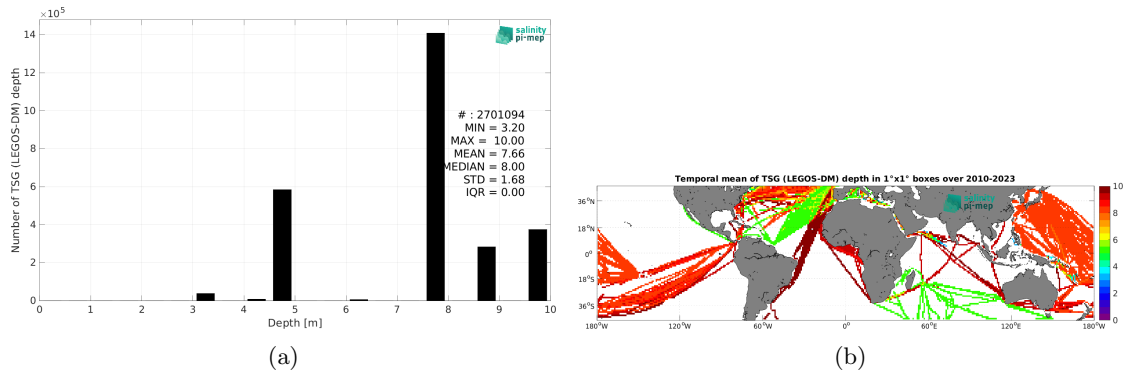 ×10⁵
14
12
10
8
6
4
2
0
Number of TSG (LEGOS-DM) depth
salinity
pi-mep
# : 2701094
MIN = 3.20
MAX = 10.00
MEAN = 7.66
MEDIAN = 8.00
STD = 1.68
IQR = 0.00
0 1 2 3 4 5 6 7 8 9 10
Depth [m]
(a)
Temporal mean of TSG (LEGOS-DM) depth in 1°x1° boxes over 2010-2023
salinity
pi-mep
36°N
18°N
0°
18°S
36°S
180°W 120°W 60°W 0° 60°E 120°E 180°W
10
8
6
4
2
0
(b)